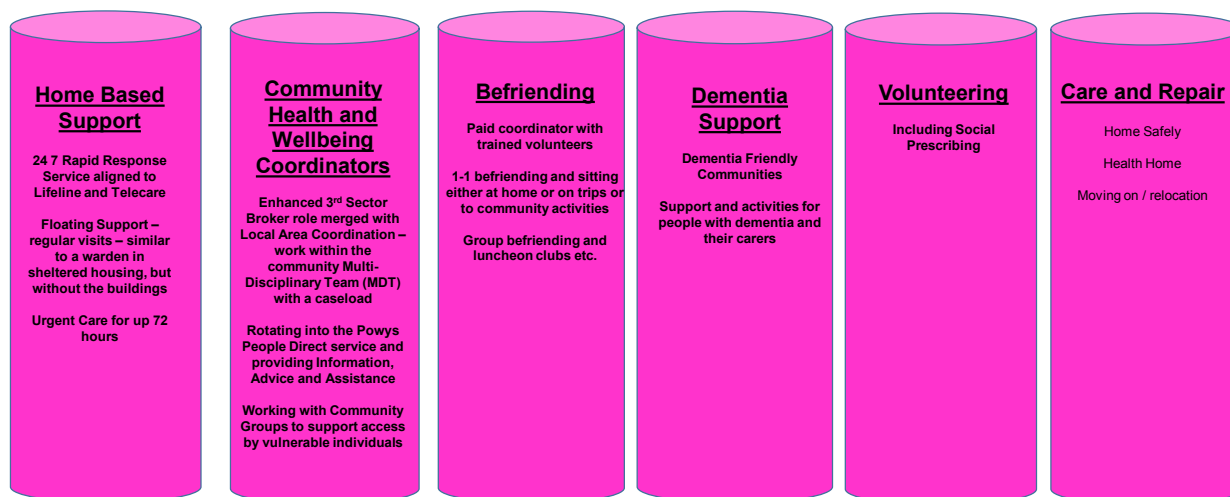 Home Based
Support
24 7 Rapid Response
Service aligned to
Lifeline and Telecare
Floating Support –
regular visits – similar
to a warden in
sheltered housing, but
without the buildings
Urgent Care for up 72
hours
Community
Health and
Wellbeing
Coordinators
Enhanced 3rd Sector
Broker role merged with
Local Area Coordination –
work within the
community Multi-
Disciplinary Team (MDT)
with a caseload
Rotating into the Powys
People Direct service and
providing Information,
Advice and Assistance
Working with Community
Groups to support access
by vulnerable individuals
Befriending
Paid coordinator with
trained volunteers
1-1 befriending and sitting
either at home or on trips or
to community activities
Group befriending and
luncheon clubs etc.
Dementia
Support
Dementia Friendly
Communities
Support and activities for
people with dementia and
their carers
Volunteering
Including Social
Prescribing
Care and Repair
Home Safely
Health Home
Moving on / relocation